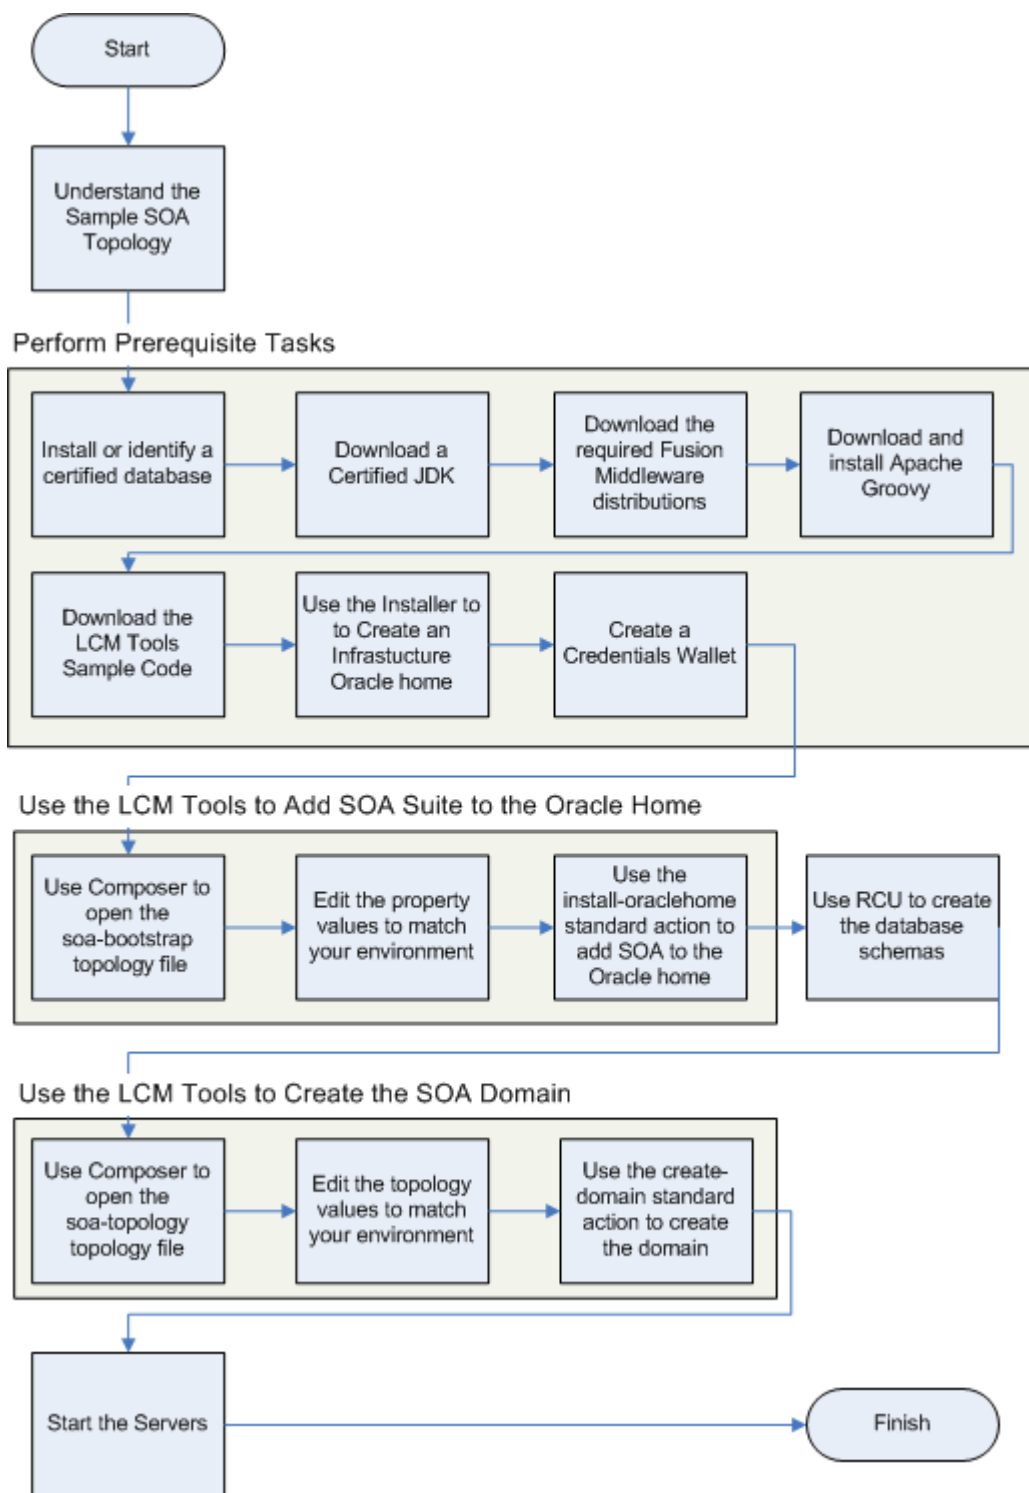 Start
Understand the
Sample SOA
Topology
Perform Prerequisite Tasks
Install or identify a
certified database
Download a
Certified JDK
Download the
required Fusion
Middleware
distributions
Download and
install Apache
Groovy
Download the
LCM Tools
Sample Code
Use the Installer to
to Create an
Infrastucture
Oracle home
Create a
Credentials Wallet
Use the LCM Tools to Add SOA Suite to the Oracle Home
Use Composer to
open the
soa-bootstrap
topology file
Edit the property
values to match
your environment
Use the
install-oraclehome
standard action to
add SOA to the
Oracle home
Use RCU to create
the database
schemas
Use the LCM Tools to Create the SOA Domain
Use Composer to
open the
soa-topology
topology file
Edit the topology
values to match
your environment
Use the create-
domain standard
action to create
the domain
Start the Servers
Finish